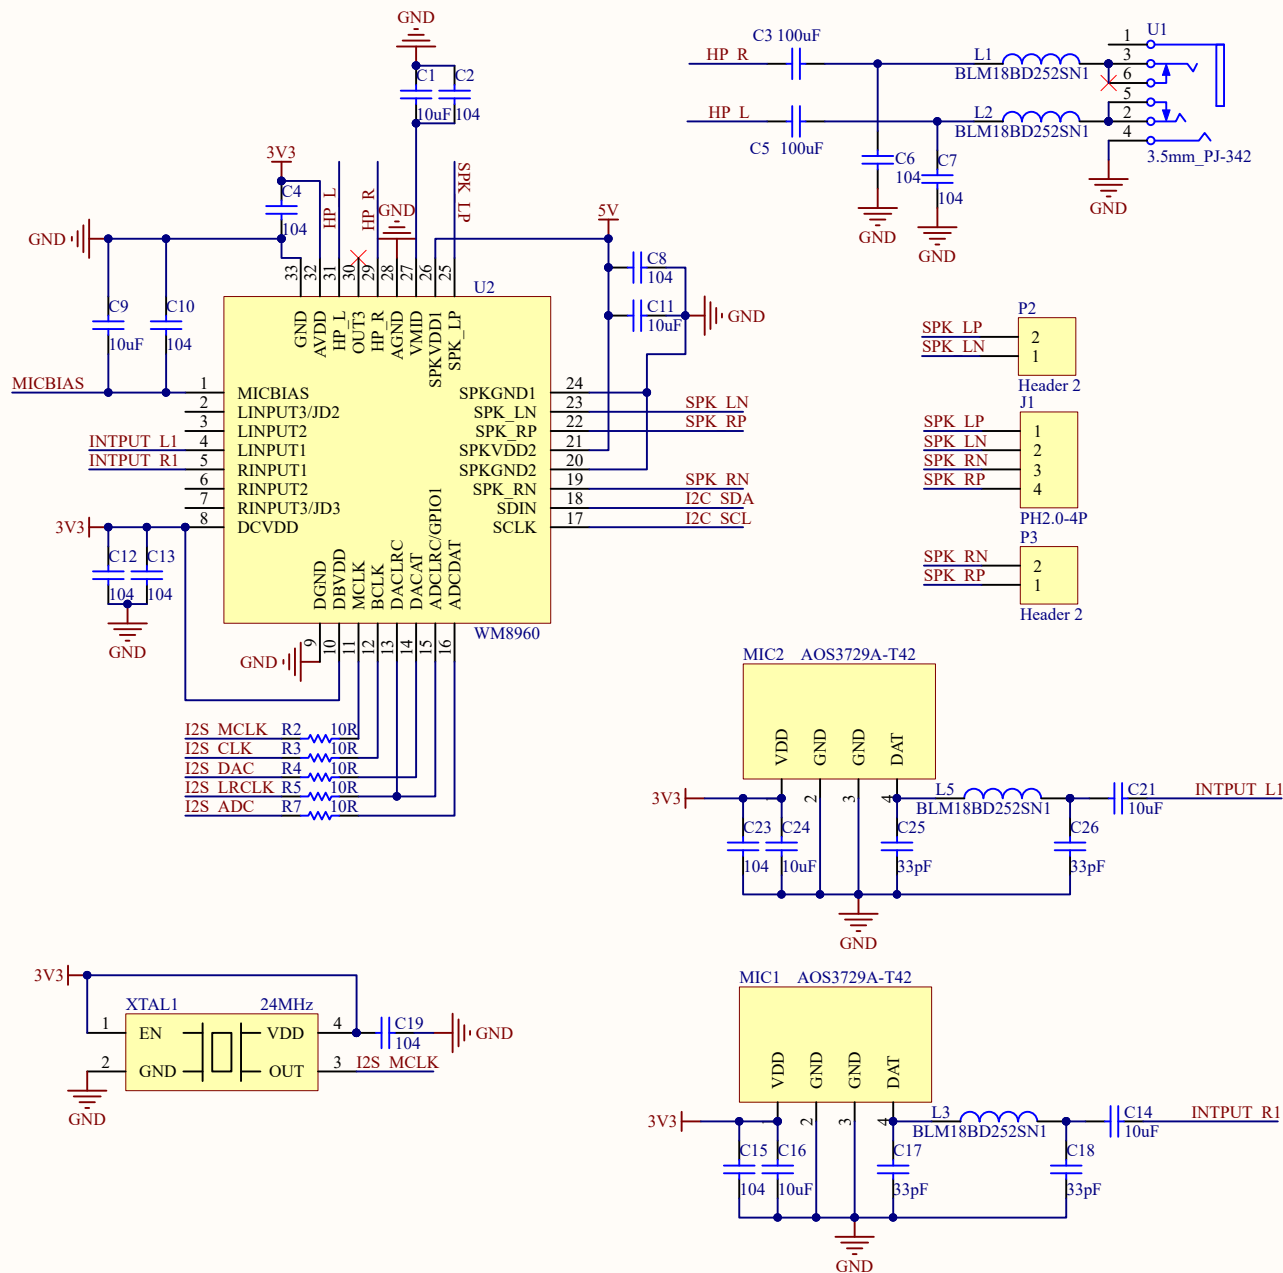 GND
C1
C2
10uF
104
3V3
C4
104
HP_L
HP_R
GND
SPK_LP
5V
GND
C9
10uF
C10
104
C8
104
C11
10uF
GND
33
32
31
30
29
28
27
26
25
U2
GND
AVDD
HP_L
OUT3
HP_R
AGND
VMID
SPKVDD1
SPK_LP
MICBIAS
1
MICBIAS
2
LINPUT3/JD2
3
LINPUT2
INTPUT_L1
4
LINPUT1
INTPUT_R1
5
RINPUT1
6
RINPUT2
7
RINPUT3/JD3
3V3
8
DCVDD
SPKGND1
24
SPK_LN
23
SPK_LN
SPK_RP
22
SPK_RP
SPKVDD2
21
SPKGND2
20
SPK_RN
19
SPK_RN
SDIN
18
I2C_SDA
SCLK
17
I2C_SCL
C12
104
C13
104
GND
DGND
DBVDD
MCLK
BCLK
DACLRC
DACAT
ADCLRC/GPIO1
ADCDAT
WM8960
9
10
11
12
13
14
15
16
GND
I2S_MCLK R2 10R
I2S_CLK R3 10R
I2S_DAC R4 10R
I2S_LRCLK R5 10R
I2S_ADC R7 10R
HP_R
C3 100uF
L1
BLM18BD252SN1
HP_L
C5 100uF
L2
BLM18BD252SN1
C6
104
GND
C7
104
GND
U1
1
3
6
5
2
4
3.5mm_PJ-342
GND
P2
SPK_LP
2
SPK_LN
1
Header 2
J1
SPK_LP
1
SPK_LN
2
SPK_RN
3
SPK_RP
4
PH2.0-4P
P3
SPK_RN
2
SPK_RP
1
Header 2
MIC2 AOS3729A-T42
VDD
GND
GND
DAT
3V3
2
3
4
L5
BLM18BD252SN1
C21
10uF
INTPUT_L1
C23
104
C24
10uF
C25
33pF
C26
33pF
GND
3V3
XTAL1 24MHz
1
EN
VDD
4
2
GND
OUT
3
C19
104
GND
I2S_MCLK
GND
MIC1 AOS3729A-T42
VDD
GND
GND
DAT
3V3
2
3
4
L3
BLM18BD252SN1
C14
10uF
INTPUT_R1
C15
104
C16
10uF
C17
33pF
C18
33pF
GND